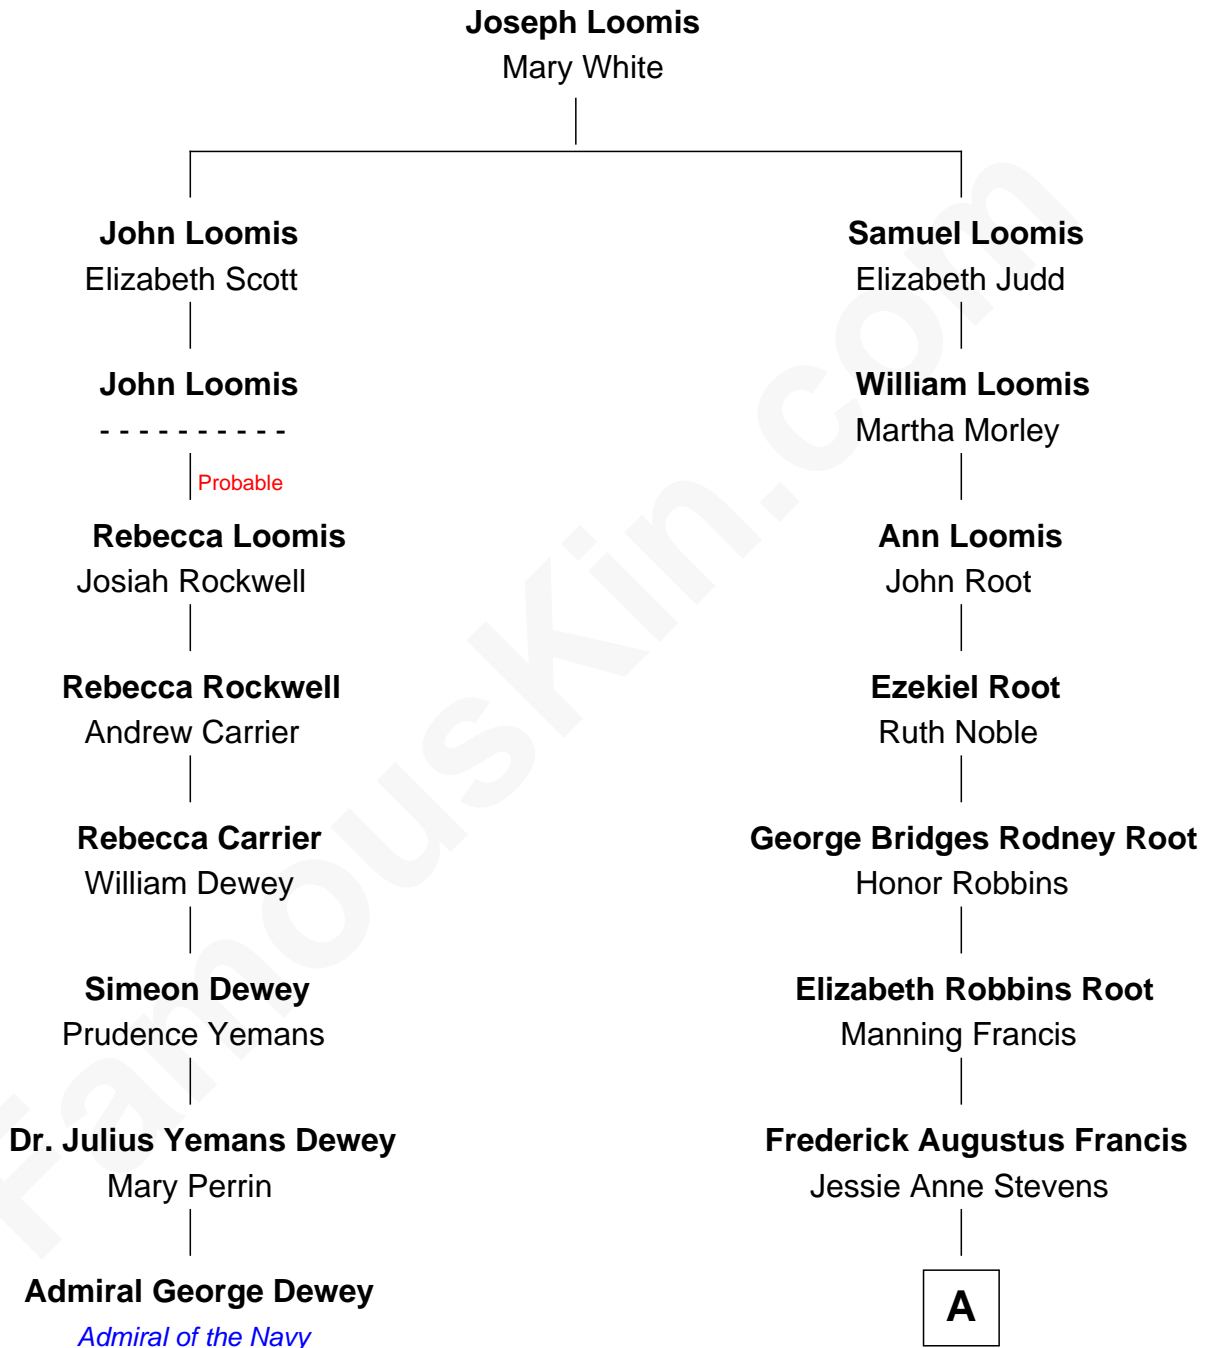 Joseph Loomis
Mary White
John Loomis
Elizabeth Scott
John Loomis
- - - - - - - - - -
Probable
Rebecca Loomis
Josiah Rockwell
Rebecca Rockwell
Andrew Carrier
Rebecca Carrier
William Dewey
Simeon Dewey
Prudence Yemans
Dr. Julius Yemans Dewey
Mary Perrin
Admiral George Dewey
Admiral of the Navy
Samuel Loomis
Elizabeth Judd
William Loomis
Martha Morley
Ann Loomis
John Root
Ezekiel Root
Ruth Noble
George Bridges Rodney Root
Honor Robbins
Elizabeth Robbins Root
Manning Francis
Frederick Augustus Francis
Jessie Anne Stevens
A
FamousKin.com